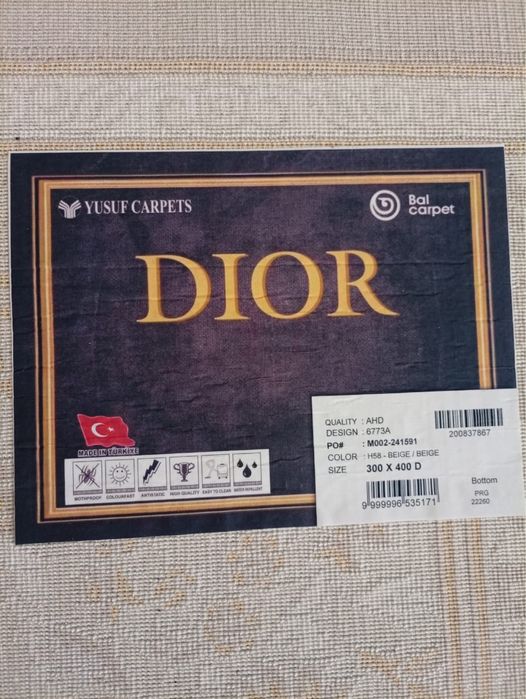 YUSUF CARPETS
Bal
carpet
DIOR
MADE IN TÜRKİYE
MOTHPROOF COLOURFAST ANTISTATIC HIGH QUALITY EASY TO CLEAN WATER REPELLENT
QUALITY : AHD
DESIGN : 6773A
PO# : M002-241591
COLOR : H58 - BEIGE / BEIGE
SIZE 300 X 400 D
200837867
Bottom
PRG
22260
9 999996 535171